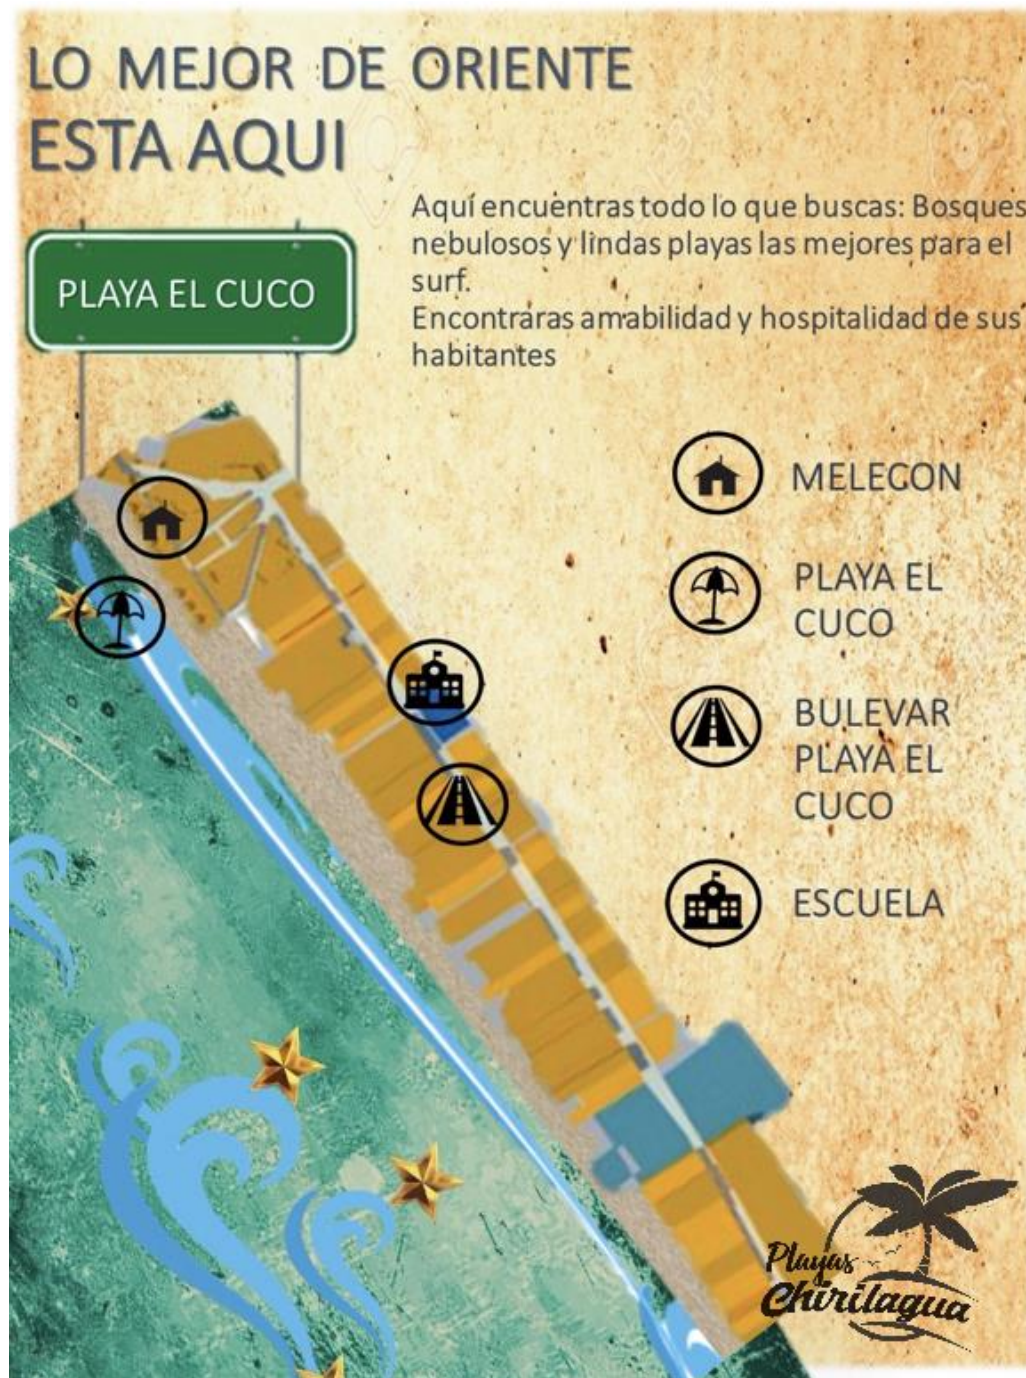 LO MEJOR DE ORIENTE
ESTA AQUI
Aquí encuentras todo lo que buscas: Bosques
nebulosos y lindas playas las mejores para el
surf.
Encontraras amabilidad y hospitalidad de sus
habitantes
PLAYA EL CUCO
MELECON
PLAYA EL
CUCO
BULEVAR
PLAYA EL
CUCO
ESCUELA
Playas
Chirilagua